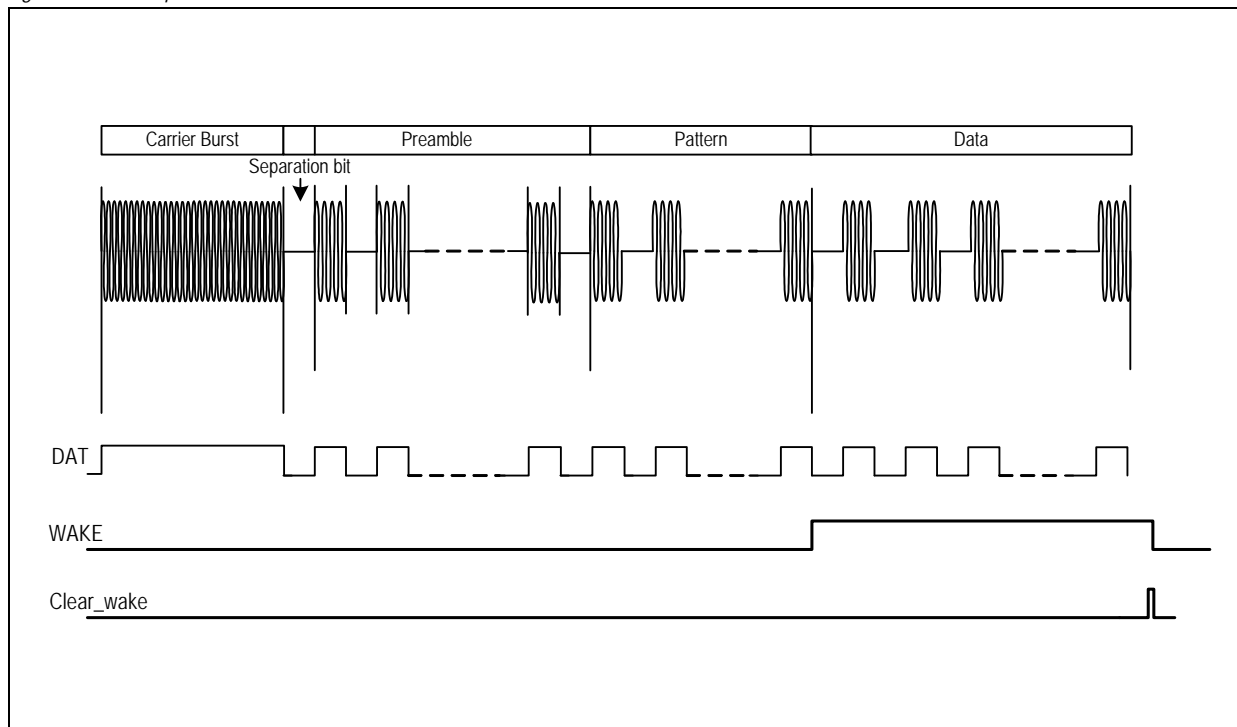 Carrier Burst
Preamble
Pattern
Data
Separation bit
DAT
WAKE
Clear_wake